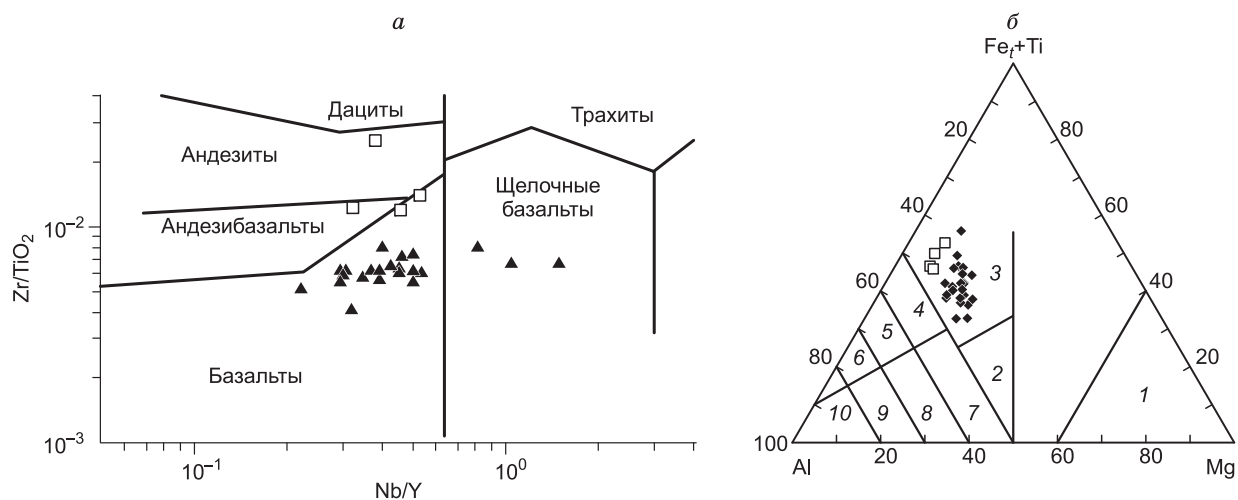 а
Дациты
Трахиты
Андезиты
Щелочные
базальты
Андезибазальты
Базальты
10⁻²
10⁻³
Zr/TiO₂
10⁻¹
10⁰
Nb/Y
б
Feₜ+Ti
20
80
40
60
3
60
40
4
5
6
80
2
20
1
10
9
8
7
100
Al
20
40
60
80
Mg